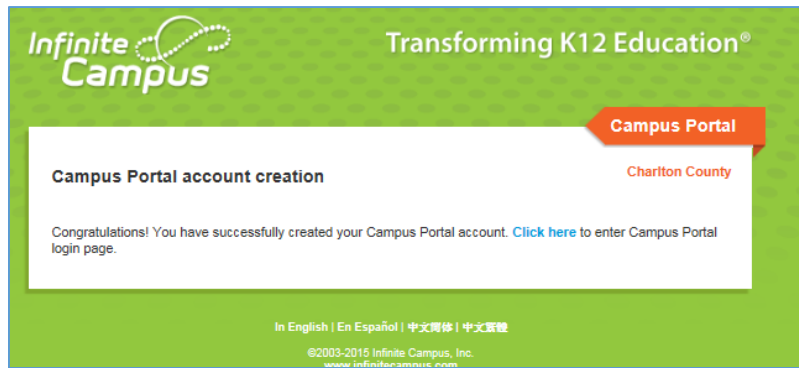 Infinite
Campus
Transforming K12 Education®
Campus Portal
Campus Portal account creation
Charlton County
Congratulations! You have successfully created your Campus Portal account. Click here to enter Campus Portal
login page.
In English | En Español | 中文簡体 | 中文繁體
©2003-2015 Infinite Campus, Inc.
www.infinitecampus.com